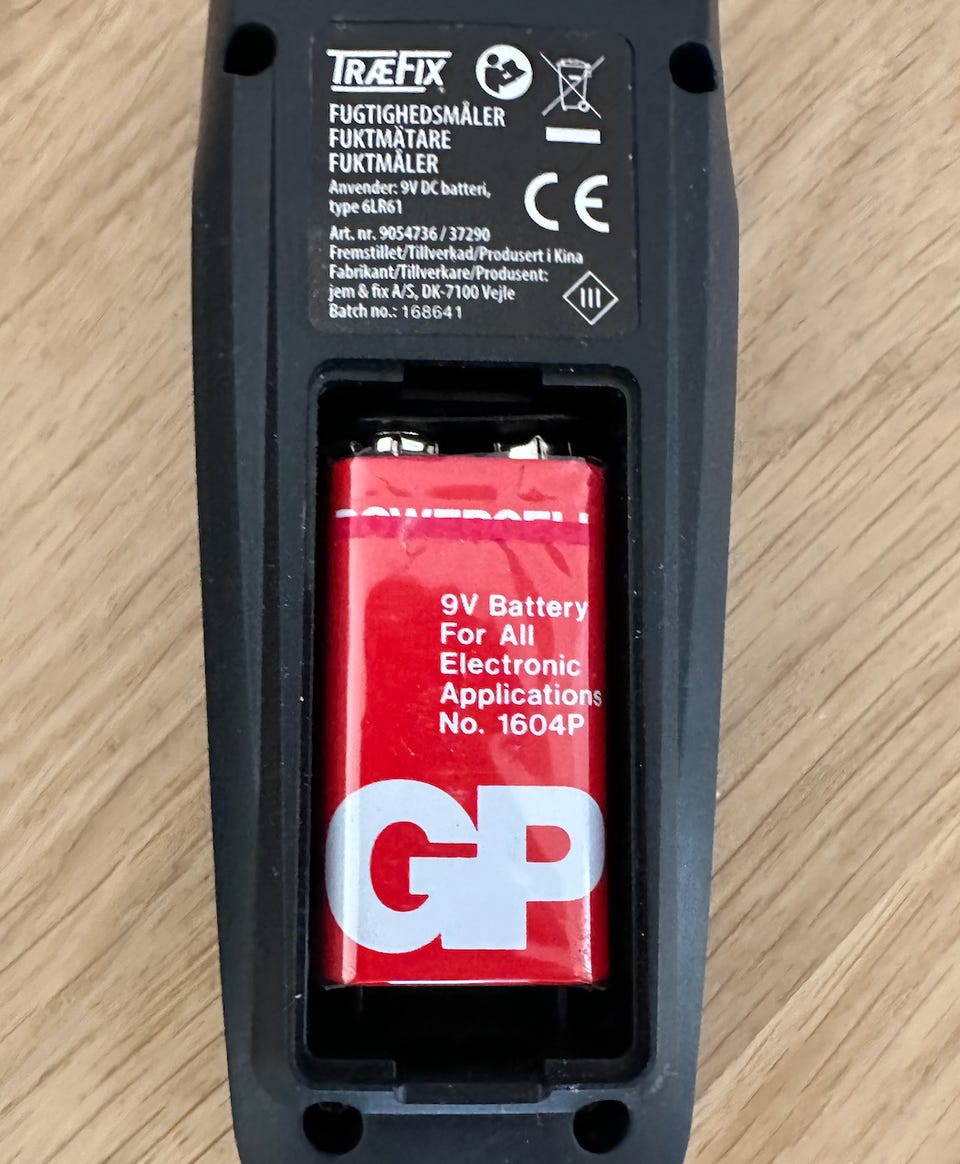 TRÆFIX
FUGTIGHEDSMÅLER
FUKTMÄTARE
FUKTMÅLER
Anvender: 9V DC batteri,
type 6LR61
Art. nr. 9054736 / 37290
Fremstillet/Tillverkad/Produsert i Kina
Fabrikant/Tillverkare/Produsent:
jem & fix A/S, DK-7100 Vejle
Batch no.: 168641
CE
III
POWERCELL
9V Battery
For All
Electronic
Applications
No. 1604P
GP